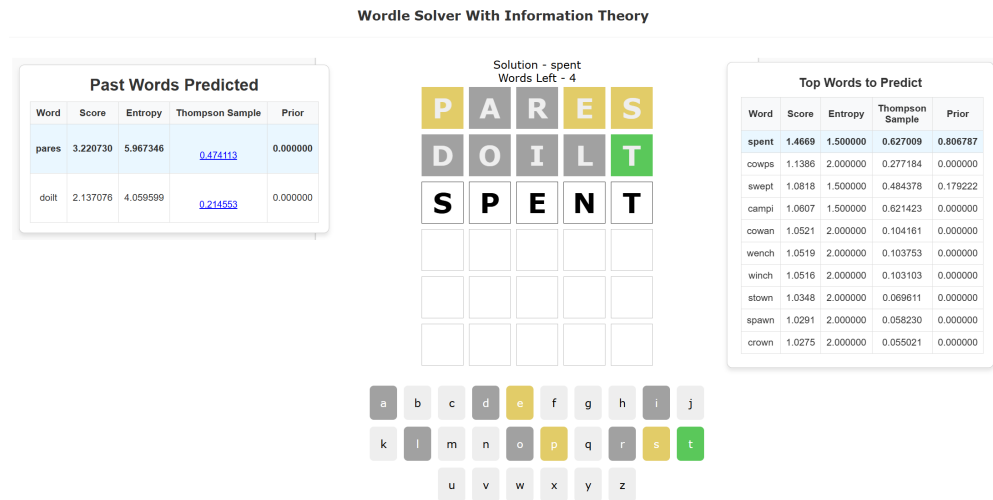 Wordle Solver With Information Theory
Past Words Predicted
Word Score Entropy Thompson Sample Prior
pares 3.220730 5.967346 0.474113 0.000000
doilt 2.137076 4.059599 0.214553 0.000000
Solution - spent
Words Left - 4
P A R E S
D O I L T
S P E N T
a b c d e f g h i j
k l m n o p q r s t
u v w x y z
Top Words to Predict
Word Score Entropy Thompson Sample Prior
spent 1.4669 1.500000 0.627009 0.806787
cowps 1.1386 2.000000 0.277184 0.000000
swept 1.0818 1.500000 0.484378 0.179222
campi 1.0607 1.500000 0.621423 0.000000
cowan 1.0521 2.000000 0.104161 0.000000
wench 1.0519 2.000000 0.103753 0.000000
winch 1.0516 2.000000 0.103103 0.000000
stown 1.0348 2.000000 0.069611 0.000000
spawn 1.0291 2.000000 0.058230 0.000000
crown 1.0275 2.000000 0.055021 0.000000